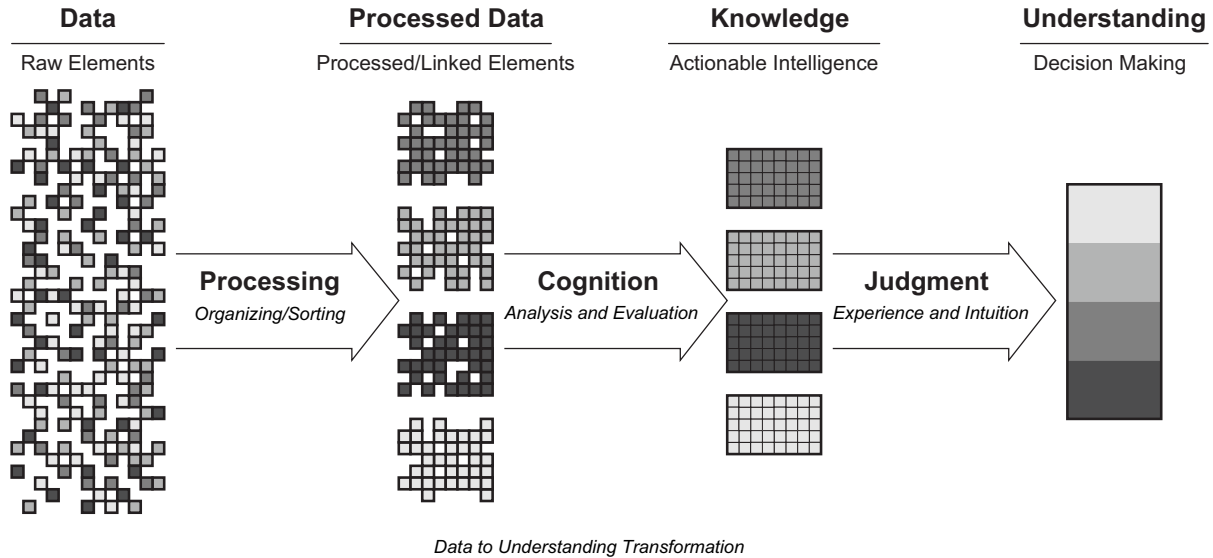 Data
Raw Elements
Processed Data
Processed/Linked Elements
Knowledge
Actionable Intelligence
Understanding
Decision Making
Processing
Organizing/Sorting
Cognition
Analysis and Evaluation
Judgment
Experience and Intuition
Data to Understanding Transformation